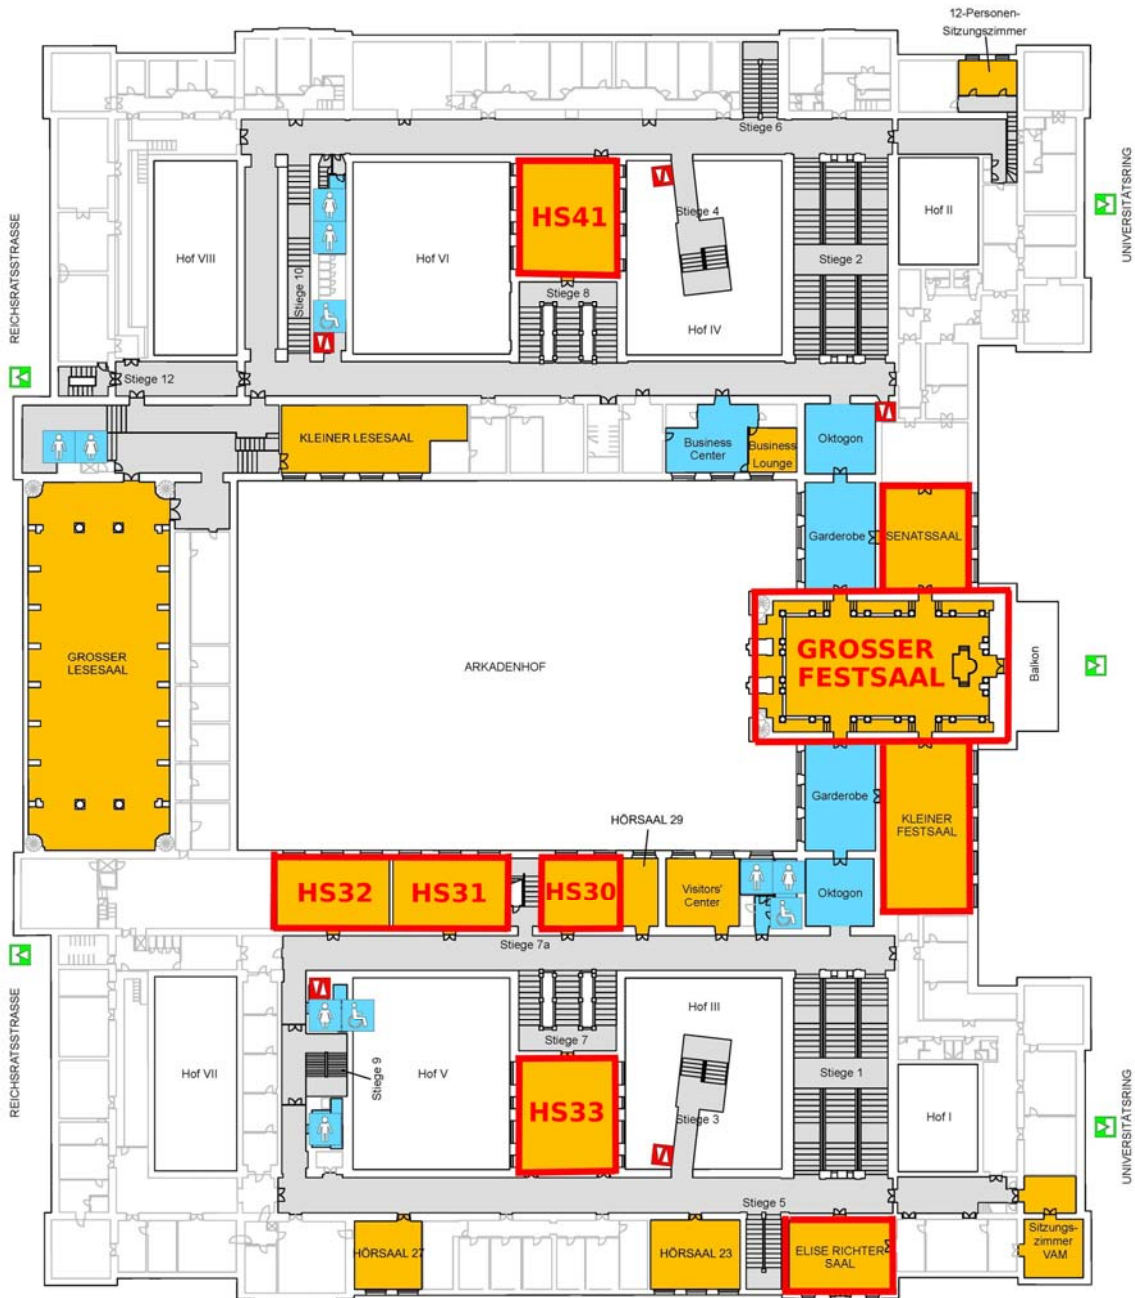 12-Personen-
Sitzungszimmer
Stiege 6
REICHSRATSSTRASSE
UNIVERSITÄTSRING
HS41
Stiege 4
Hof II
Hof VIII
Stiege 10
Hof VI
Stiege 2
Stiege 8
Hof IV
Stiege 12
KLEINER LESESAAL
Business
Center
Business
Lounge
Oktogon
Garderobe
SENATSSAAL
GROSSER
LESESAAL
ARKADENHOF
GROSSER
FESTSAAL
Balkon
Garderobe
KLEINER
FESTSAAL
HÖRSAAL 29
HS32
HS31
HS30
Visitors'
Center
Oktogon
Stiege 7a
REICHSRATSSTRASSE
UNIVERSITÄTSRING
Hof III
Stiege 7
Hof VII
Stiege 9
Hof V
Stiege 1
HS33
Stiege 3
Hof I
Stiege 5
HÖRSAAL 27
HÖRSAAL 23
ELISE RICHTER
SAAL
Sitzungs-
zimmer
VAM